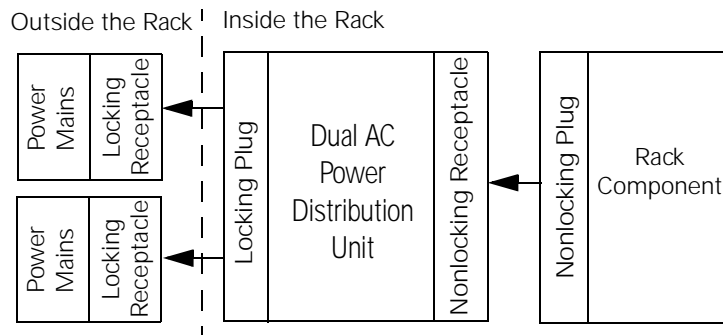 Outside the Rack
Inside the Rack
Power
Mains
Locking
Receptacle
Power
Mains
Locking
Receptacle
Locking Plug
Dual AC
Power
Distribution
Unit
Nonlocking Receptacle
Nonlocking Plug
Rack
Component